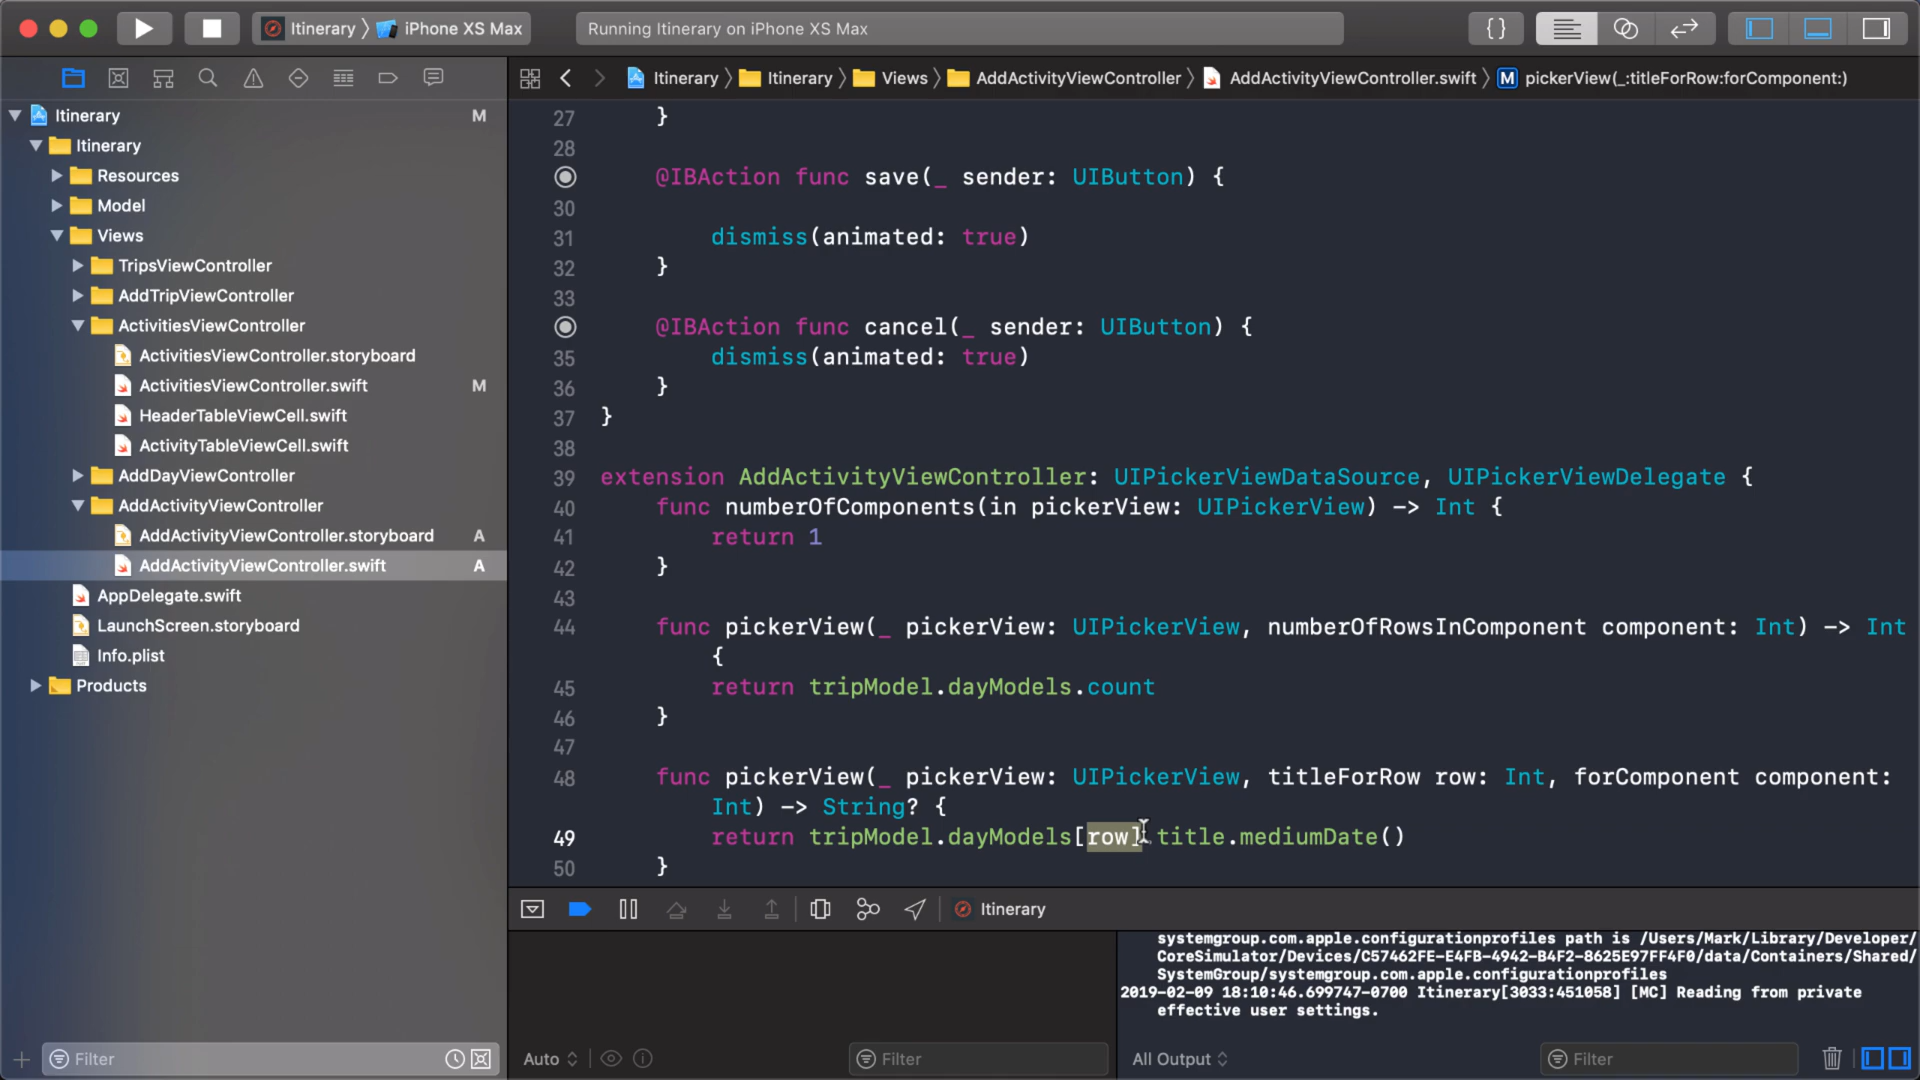 Itinerary
iPhone XS Max
Running Itinerary on iPhone XS Max
{ }
Itinerary
Itinerary
Views
AddActivityViewController
AddActivityViewController.swift
M
pickerView(_:titleForRow:forComponent:)
Itinerary
M
Itinerary
Resources
Model
Views
TripsViewController
AddTripViewController
ActivitiesViewController
ActivitiesViewController.storyboard
ActivitiesViewController.swift
M
HeaderTableViewCell.swift
ActivityTableViewCell.swift
AddDayViewController
AddActivityViewController
AddActivityViewController.storyboard
A
AddActivityViewController.swift
A
AppDelegate.swift
LaunchScreen.storyboard
Info.plist
Products
Filter
27 }
28
@IBAction func save(_ sender: UIButton) {
30
31 dismiss(animated: true)
32 }
33
@IBAction func cancel(_ sender: UIButton) {
35 dismiss(animated: true)
36 }
37 }
38
39 extension AddActivityViewController: UIPickerViewDataSource, UIPickerViewDelegate {
40 func numberOfComponents(in pickerView: UIPickerView) -> Int {
41 return 1
42 }
43
44 func pickerView(_ pickerView: UIPickerView, numberOfRowsInComponent component: Int) -> Int
{
45 return tripModel.dayModels.count
46 }
47
48 func pickerView(_ pickerView: UIPickerView, titleForRow row: Int, forComponent component:
Int) -> String? {
49 return tripModel.dayModels[row].title.mediumDate()
50 }
Itinerary
systemgroup.com.apple.configurationprofiles path is /Users/Mark/Library/Developer/
CoreSimulator/Devices/C57462FE-E4FB-4942-B4F2-8625E97FF4F0/data/Containers/Shared/
SystemGroup/systemgroup.com.apple.configurationprofiles
2019-02-09 18:10:46.699747-0700 Itinerary[3033:451058] [MC] Reading from private
effective user settings.
Auto
Filter
All Output
Filter